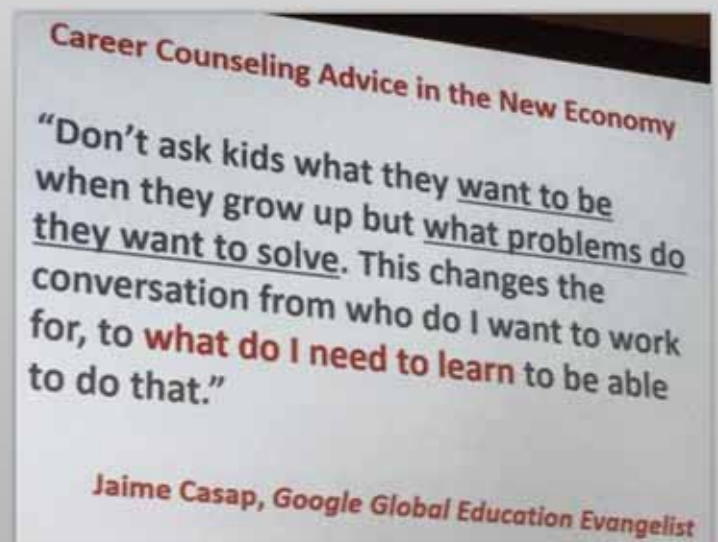 Career Counseling Advice in the New Economy
“Don’t ask kids what they want to be
when they grow up but what problems do
they want to solve. This changes the
conversation from who do I want to work
for, to what do I need to learn to be able
to do that.”
Jaime Casap, Google Global Education Evangelist